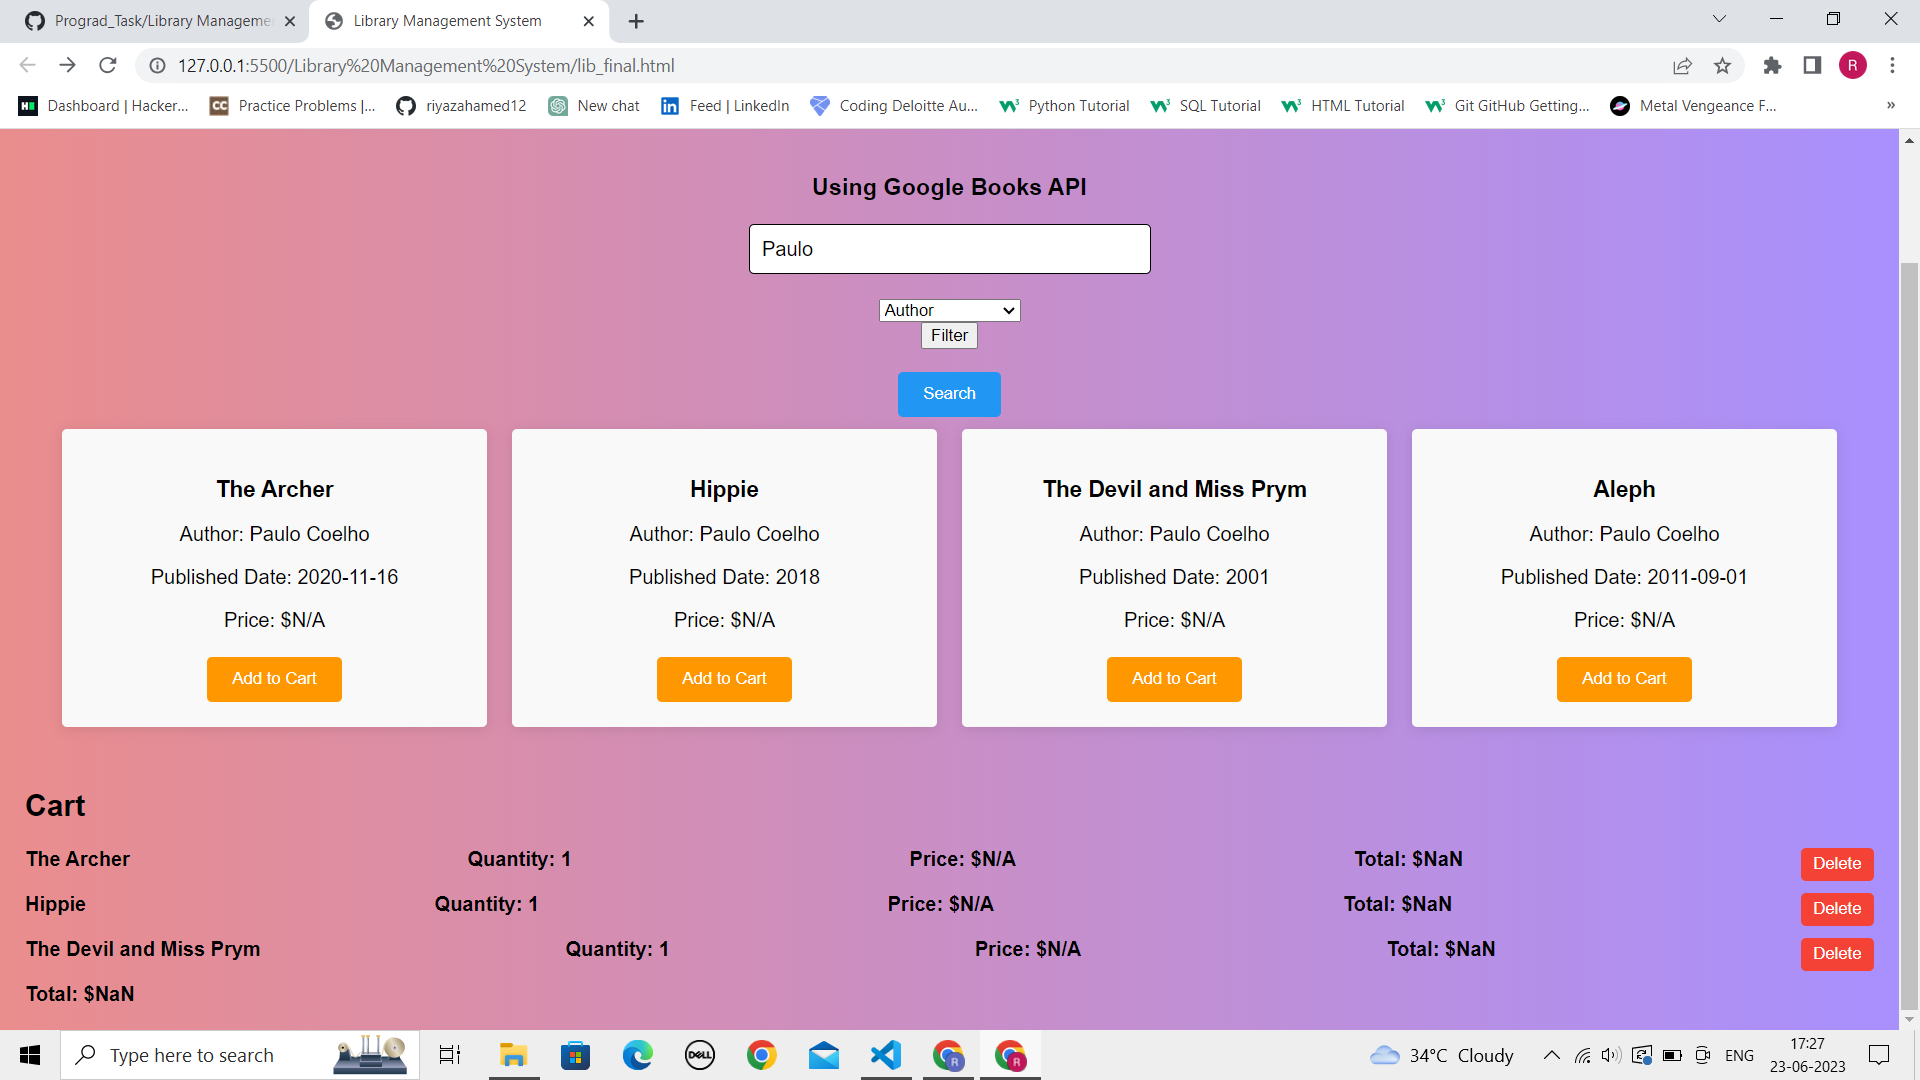 Prograd_Task/Library Manageme
Library Management System
127.0.0.1:5500/Library%20Management%20System/lib_final.html
R
Dashboard | Hacker...
Practice Problems |...
riyazahamed12
New chat
Feed | LinkedIn
Coding Deloitte Au...
Python Tutorial
SQL Tutorial
HTML Tutorial
Git GitHub Getting...
Metal Vengeance F...
»
Using Google Books API
Paulo
Author
Filter
Search
The Archer
Author: Paulo Coelho
Published Date: 2020-11-16
Price: $N/A
Add to Cart
Hippie
Author: Paulo Coelho
Published Date: 2018
Price: $N/A
Add to Cart
The Devil and Miss Prym
Author: Paulo Coelho
Published Date: 2001
Price: $N/A
Add to Cart
Aleph
Author: Paulo Coelho
Published Date: 2011-09-01
Price: $N/A
Add to Cart
Cart
The Archer Quantity: 1 Price: $N/A Total: $NaN Delete
Hippie Quantity: 1 Price: $N/A Total: $NaN Delete
The Devil and Miss Prym Quantity: 1 Price: $N/A Total: $NaN Delete
Total: $NaN
Type here to search
DELL
R
R
34°C Cloudy
ENG
17:27
23-06-2023